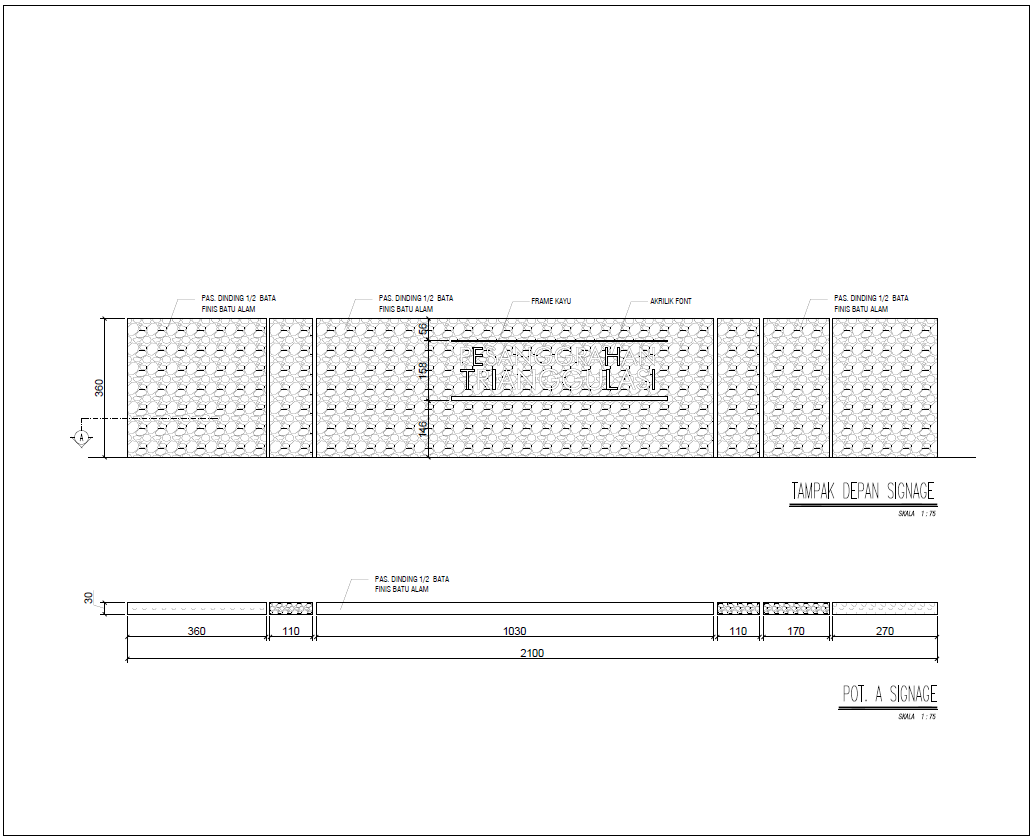 PAS. DINDING 1/2 BATA
FINIS BATU ALAM
PAS. DINDING 1/2 BATA
FINIS BATU ALAM
FRAME KAYU
AKRILIK FONT
PAS. DINDING 1/2 BATA
FINIS BATU ALAM
56
158
146
360
A
TAMPAK DEPAN SIGNAGE
SKALA 1 : 75
PAS. DINDING 1/2 BATA
FINIS BATU ALAM
30
360
110
1030
110
170
270
2100
POT. A SIGNAGE
SKALA 1 : 75